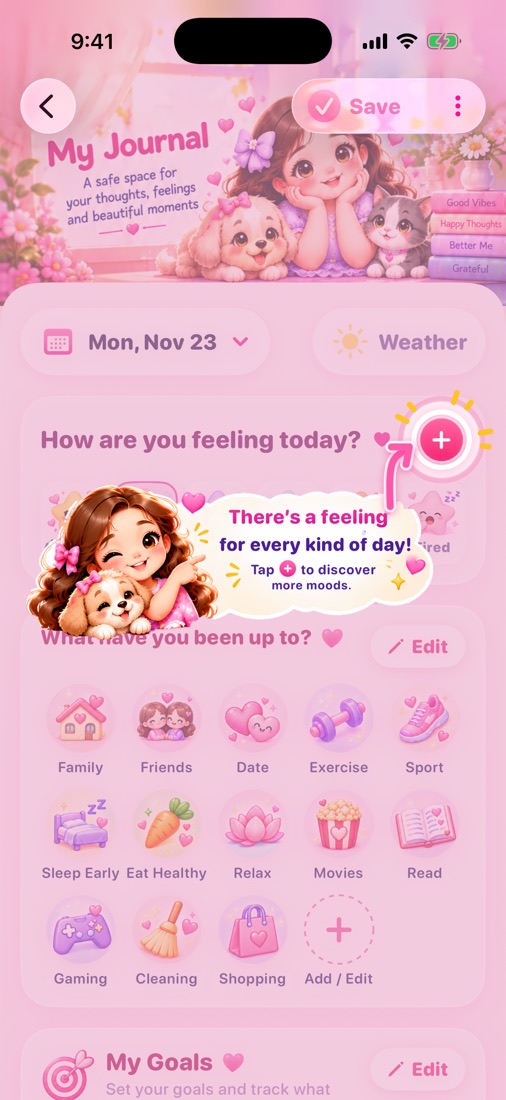 9:41
Save
My Journal
A safe space for
your thoughts, feelings
and beautiful moments
Good Vibes
Happy Thoughts
Better Me
Grateful
Mon, Nov 23
Weather
How are you feeling today?
There's a feeling
for every kind of day!
Tap + to discover
more moods.
What have you been up to?
Edit
Family
Friends
Date
Exercise
Sport
Sleep Early
Eat Healthy
Relax
Movies
Read
Gaming
Cleaning
Shopping
Add / Edit
My Goals
Edit
Set your goals and track what